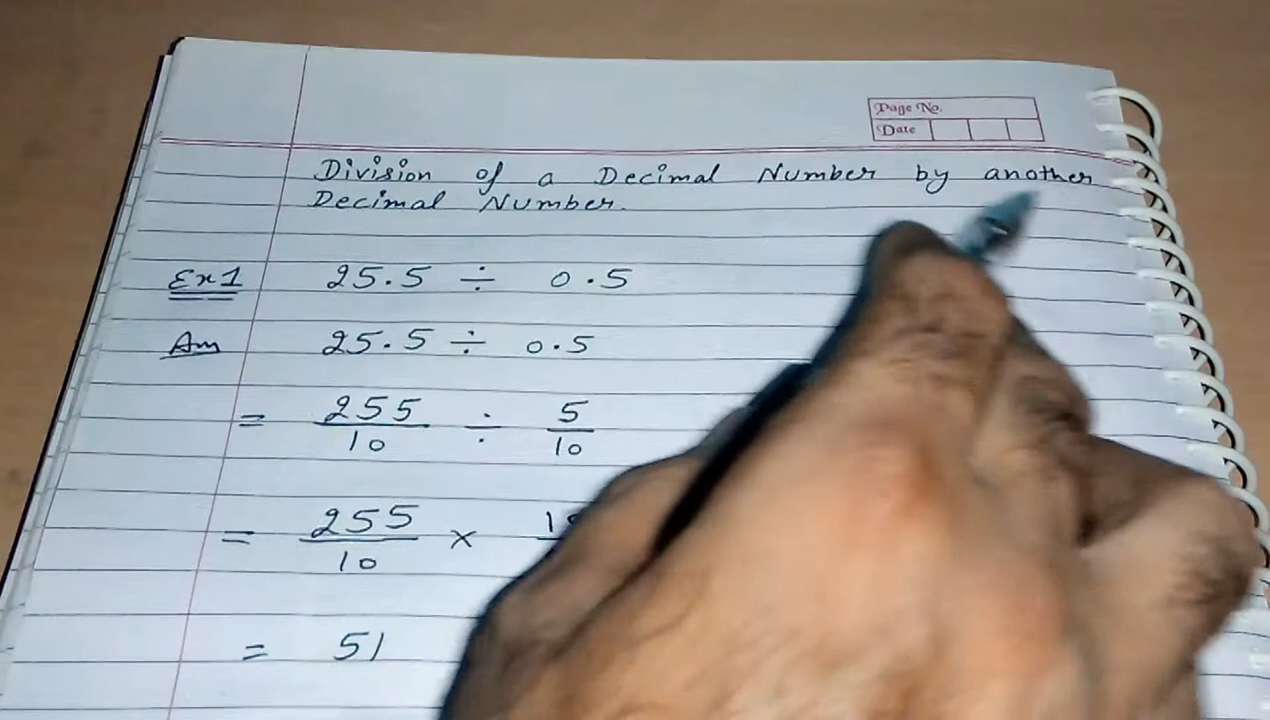 Page No.
Date
Division of a Decimal Number by another
Decimal Number.
Ex 1 25.5 ÷ 0.5
Ans 25.5 ÷ 0.5
= 255/10 ÷ 5/10
= 255/10 ×
= 51